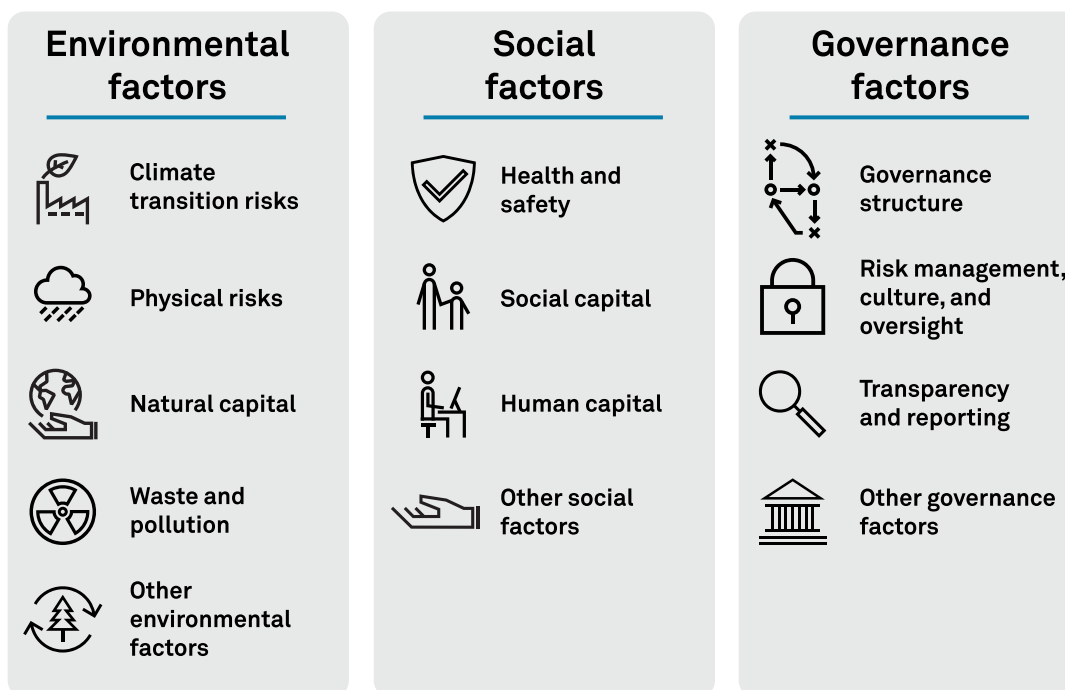 Environmental
factors
Climate
transition risks
Physical risks
Natural capital
Waste and
pollution
Other
environmental
factors
Social
factors
Health and
safety
Social capital
Human capital
Other social
factors
Governance
factors
Governance
structure
Risk management,
culture, and
oversight
Transparency
and reporting
Other governance
factors